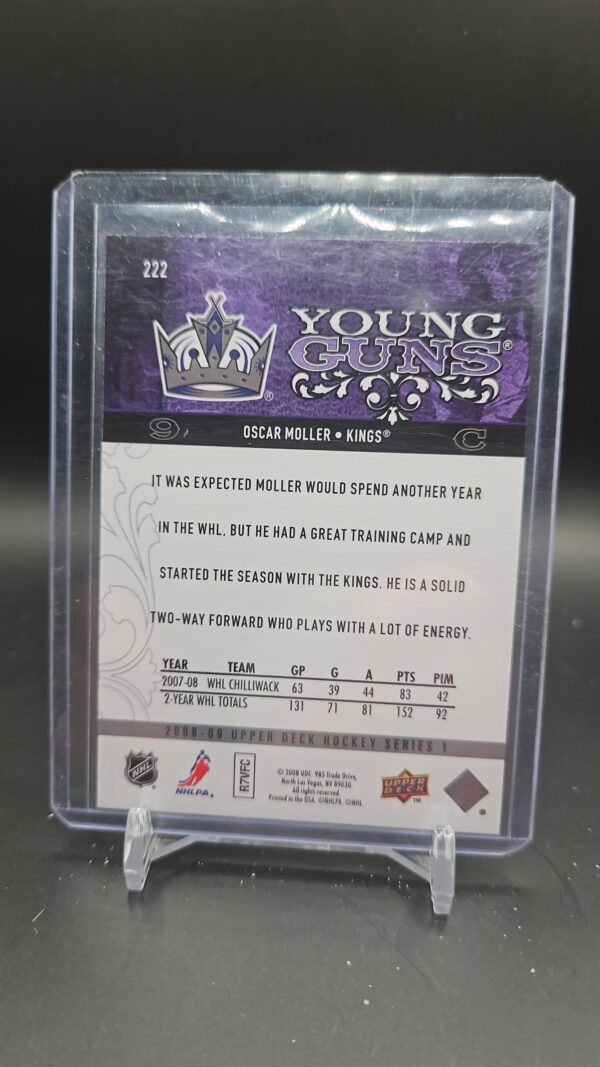 222
YOUNG
GUNS®
®
9
OSCAR MOLLER • KINGS®
C
IT WAS EXPECTED MOLLER WOULD SPEND ANOTHER YEAR
IN THE WHL, BUT HE HAD A GREAT TRAINING CAMP AND
STARTED THE SEASON WITH THE KINGS. HE IS A SOLID
TWO-WAY FORWARD WHO PLAYS WITH A LOT OF ENERGY.
YEAR TEAM GP G A PTS PIM
2007-08 WHL CHILLIWACK 63 39 44 83 42
2-YEAR WHL TOTALS 131 71 81 152 92
2008-09 UPPER DECK HOCKEY SERIES 1
NHL
NHLPA®
R7VFC
© 2008 UDC. 985 Trade Drive,
North Las Vegas, NV 89030.
All rights reserved.
Printed in the USA. ©NHLPA. ©NHL.
UPPER
DECK
TM
®